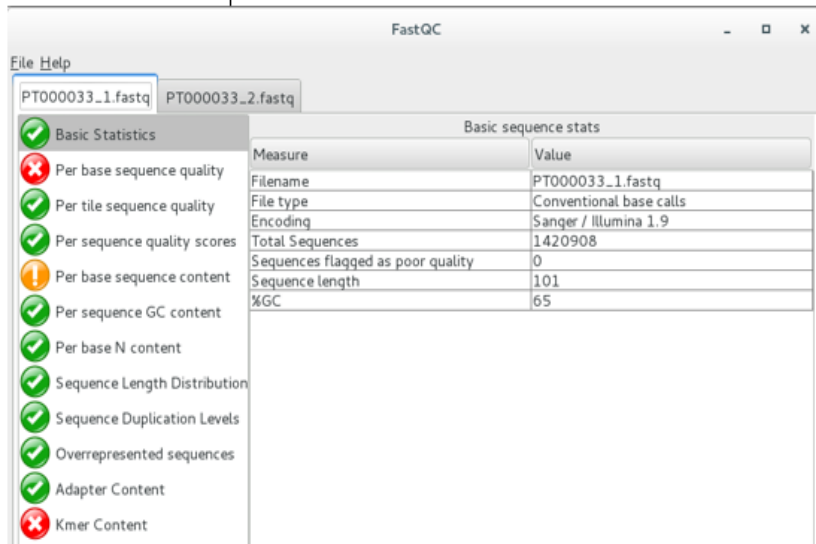 FastQC
File Help
PT000033_1.fastq PT000033_2.fastq
Basic Statistics
Per base sequence quality
Per tile sequence quality
Per sequence quality scores
Per base sequence content
Per sequence GC content
Per base N content
Sequence Length Distribution
Sequence Duplication Levels
Overrepresented sequences
Adapter Content
Kmer Content
Basic sequence stats
Measure Value
Filename PT000033_1.fastq
File type Conventional base calls
Encoding Sanger / Illumina 1.9
Total Sequences 1420908
Sequences flagged as poor quality 0
Sequence length 101
%GC 65